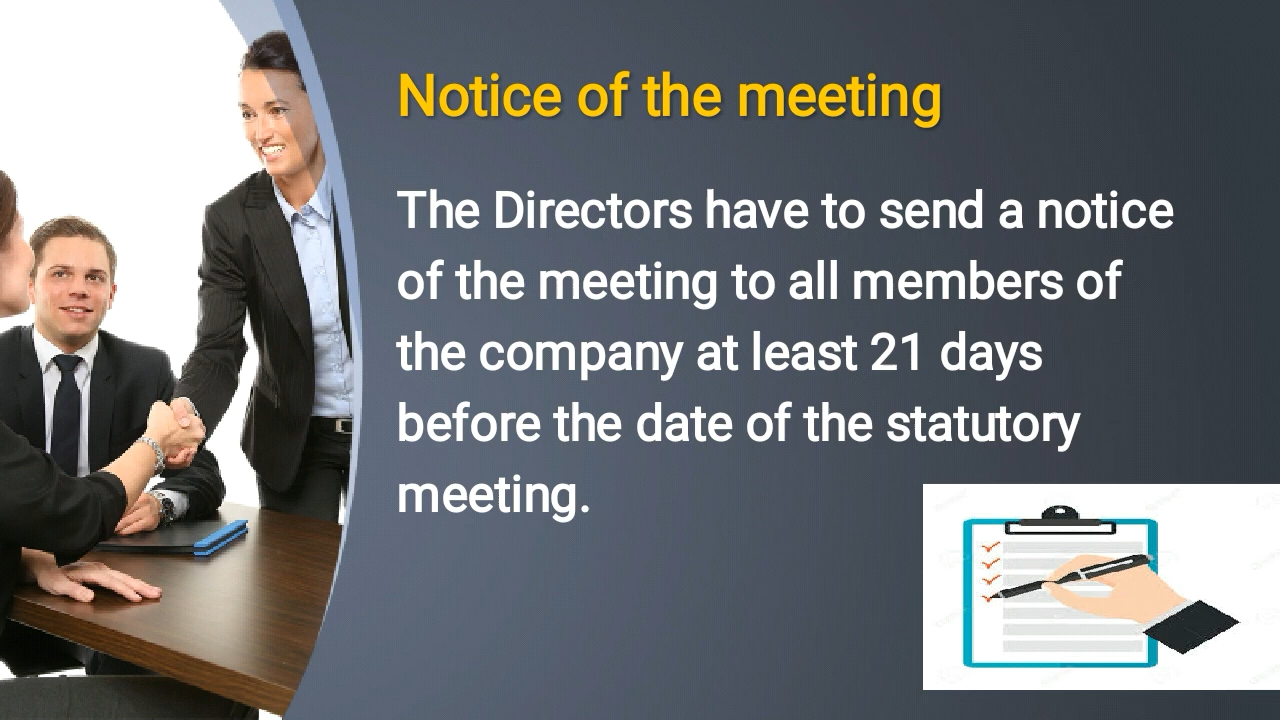 Notice of the meeting
The Directors have to send a notice
of the meeting to all members of
the company at least 21 days
before the date of the statutory
meeting.